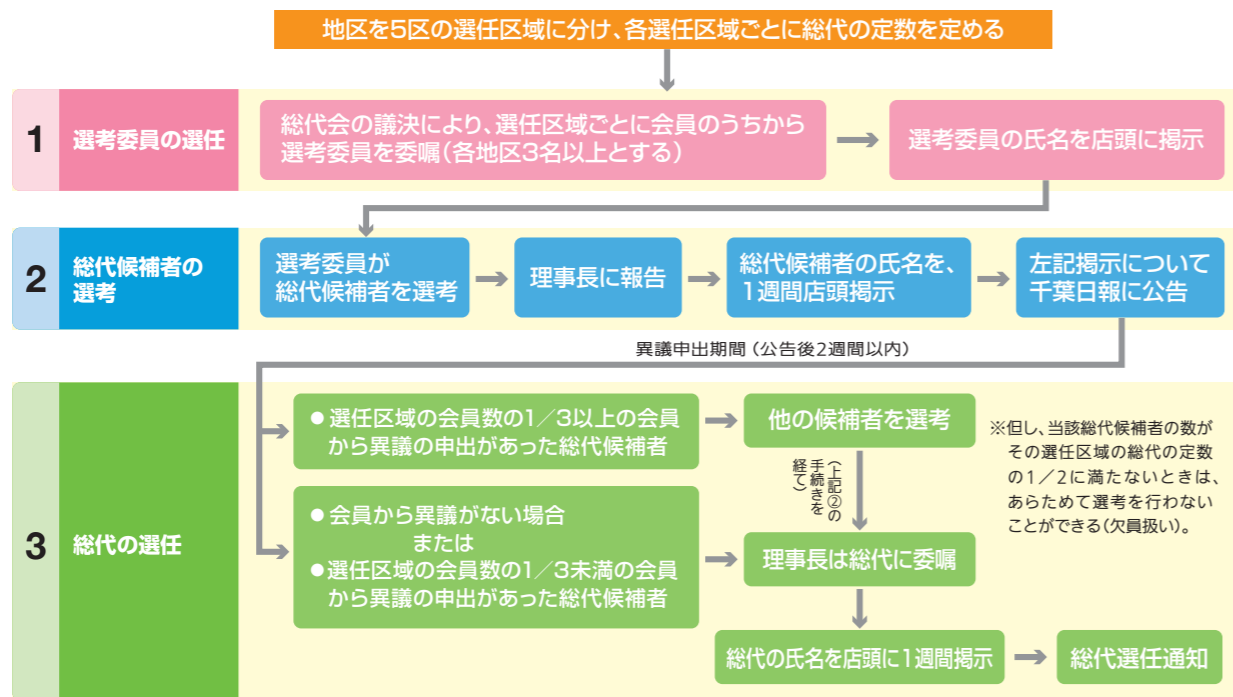 地区を5区の選任区域に分け、各選任区域ごとに総代の定数を定める
1
選考委員の選任
総代会の議決により、選任区域ごとに会員のうちから
選考委員を委嘱（各地区3名以上とする）
選考委員の氏名を店頭に掲示
2
総代候補者の
選考
選考委員が
総代候補者を選考
理事長に報告
総代候補者の氏名を、
1週間店頭掲示
左記掲示について
千葉日報に公告
異議申出期間（公告後2週間以内）
3
総代の選任
●選任区域の会員数の1／3以上の会員
から異議の申出があった総代候補者
他の候補者を選考
※但し、当該総代候補者の数が
その選任区域の総代の定数
の1／2に満たないときは、
あらためて選考を行わない
ことができる（欠員扱い）。
（上記②の
手続きを
経て）
●会員から異議がない場合
または
●選任区域の会員数の1／3未満の会員
から異議の申出があった総代候補者
理事長は総代に委嘱
総代の氏名を店頭に1週間掲示
総代選任通知